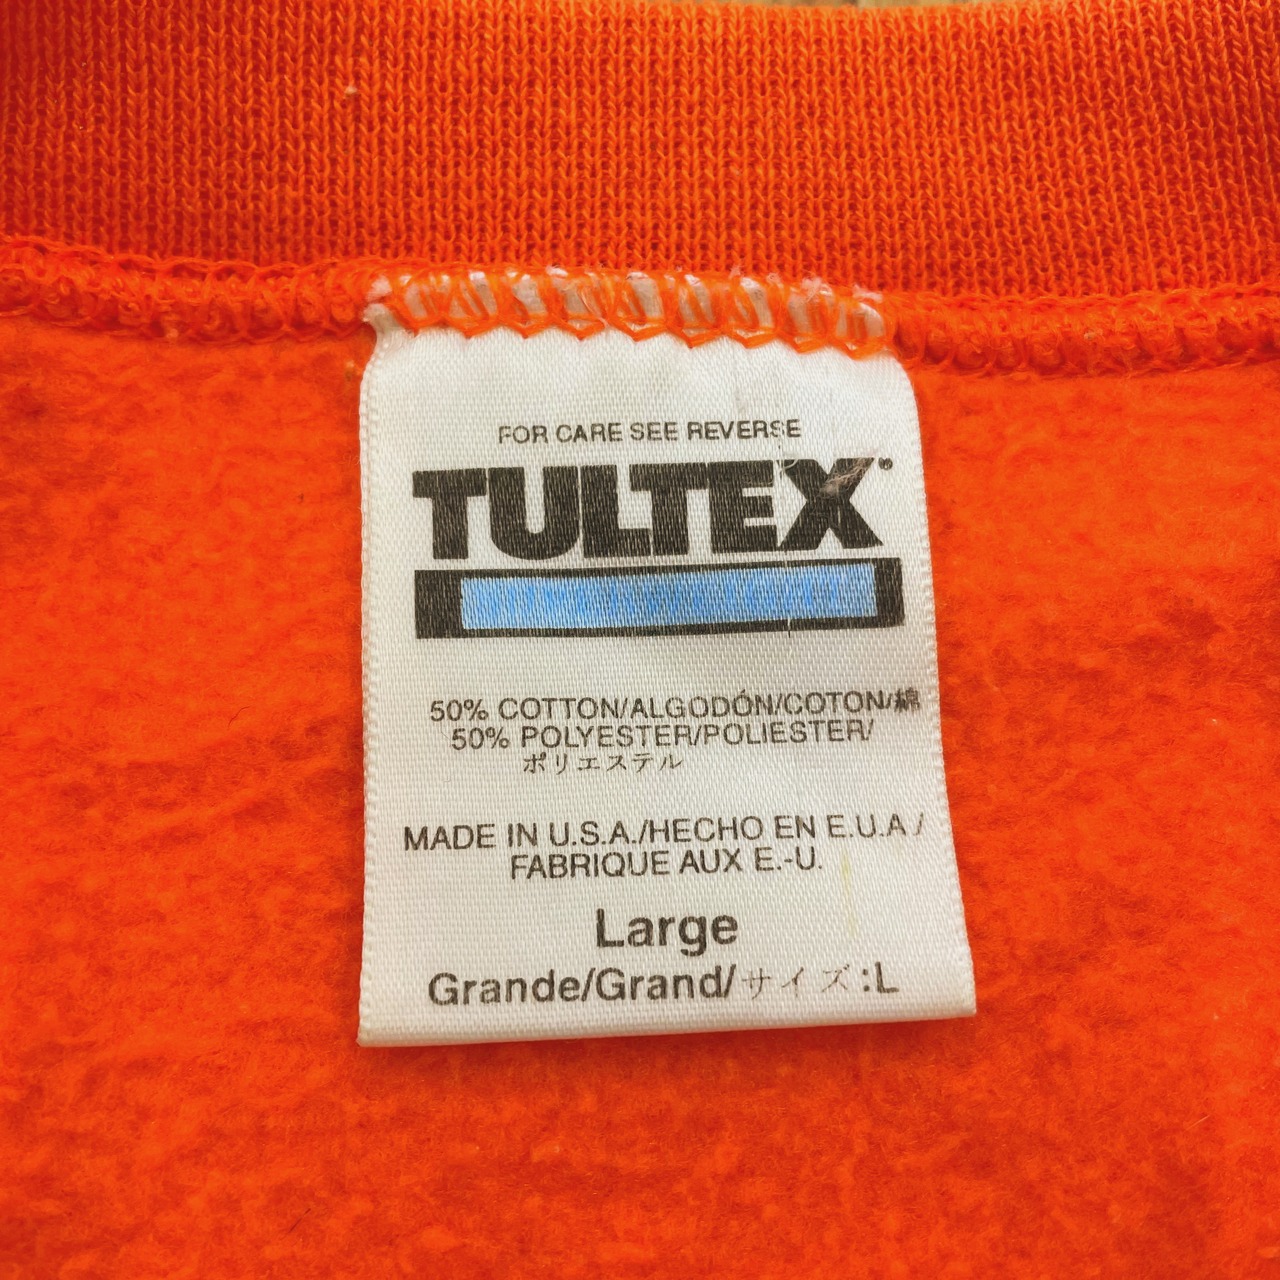 FOR CARE SEE REVERSE
TULTEX®
50% COTTON/ALGODÓN/COTON/綿
50% POLYESTER/POLIESTER/
ポリエステル
MADE IN U.S.A./HECHO EN E.U.A/
FABRIQUE AUX E.-U.
Large
Grande/Grand/サイズ:L